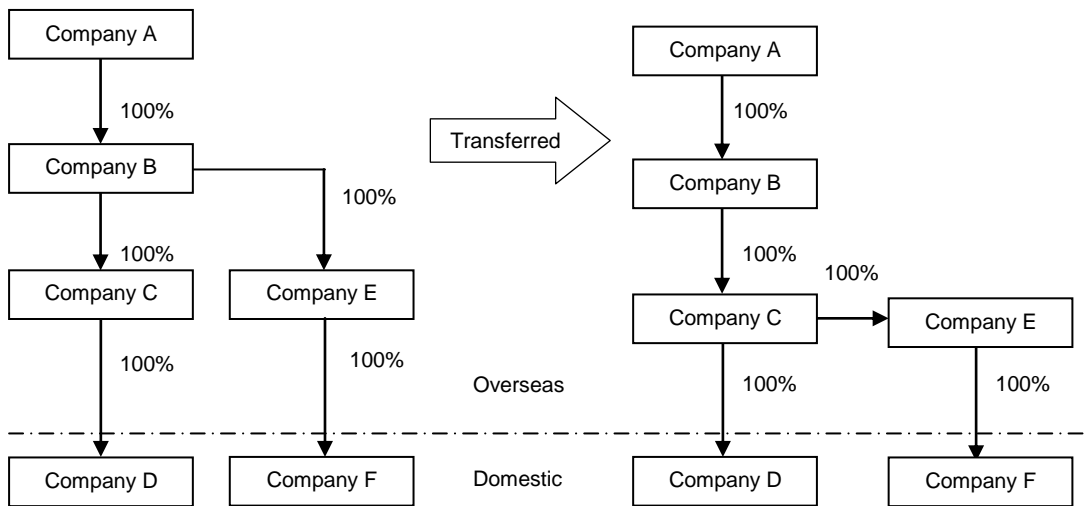 Company A
100%
Company B
100%
100%
Company C
Company E
100%
100%
Company D
Company F
Transferred
Overseas
Domestic
Company A
100%
Company B
100%
100%
Company C
Company E
100%
100%
Company D
Company F